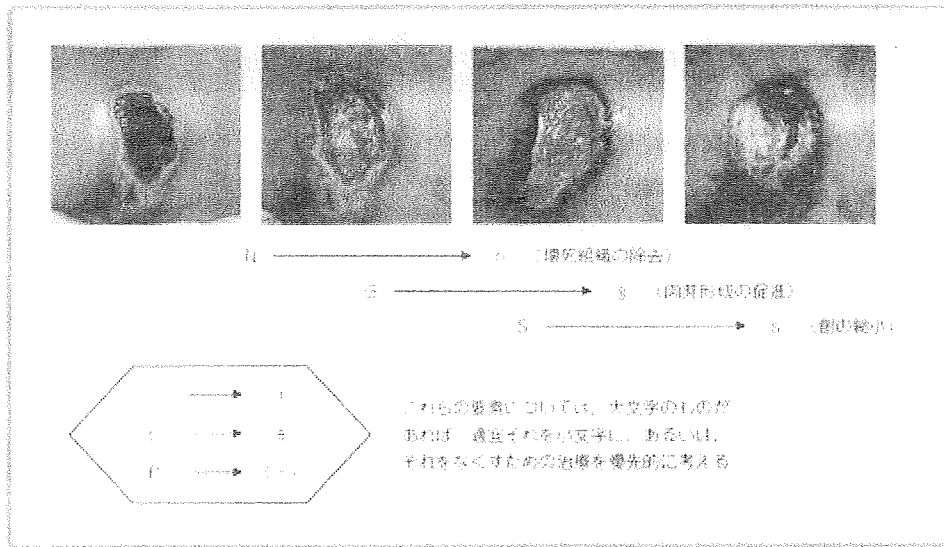 N → n （壊死組織の除去）
G → g （肉芽形成の促進）
S → s （創の縮小）
→ i
→ e
P → (－)
これらの要素については、大文字のものが
あれば 適宜それを小文字に、あるいは、
それをなくすための治療を優先的に考える